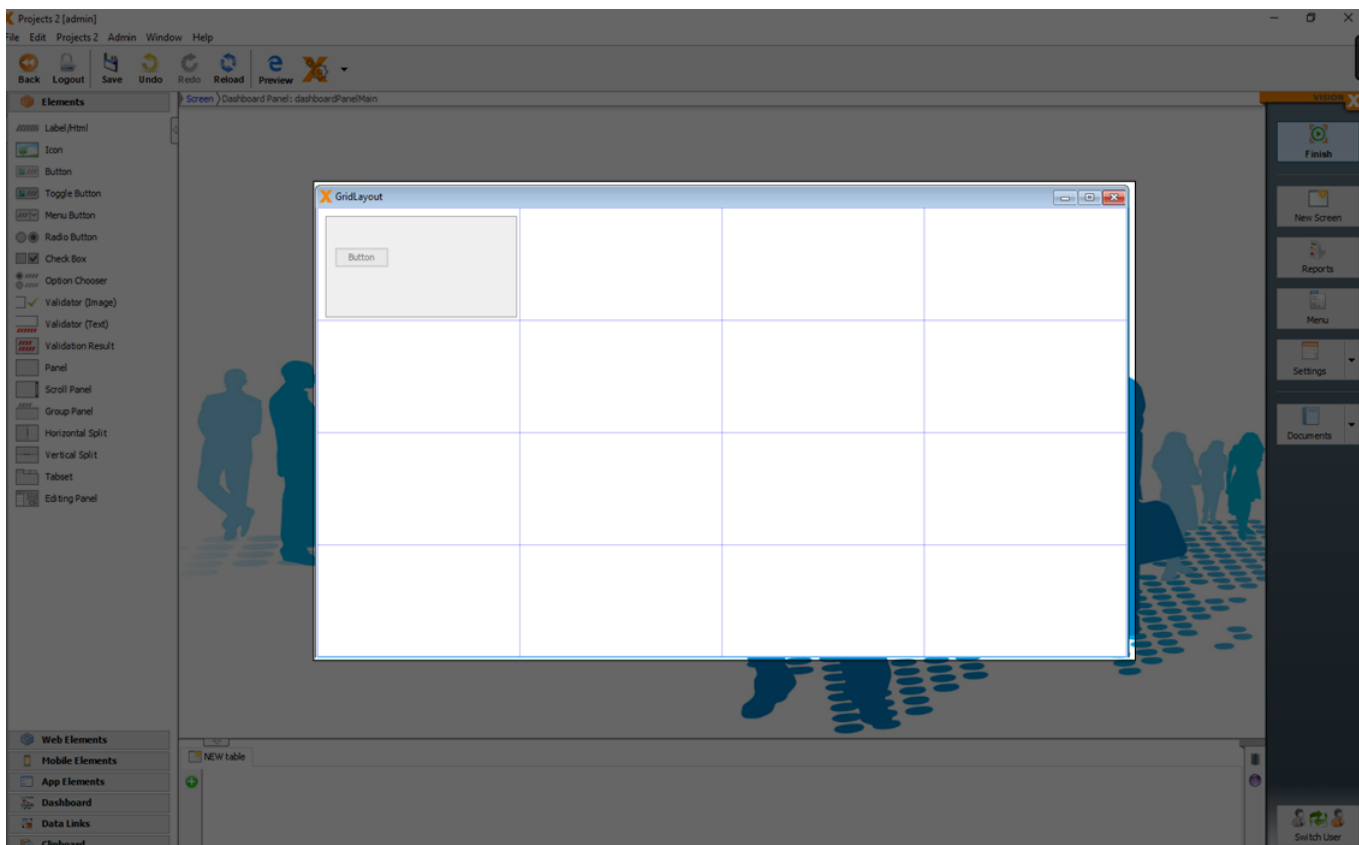 Projects 2 [admin]
File Edit Projects 2 Admin Window Help
Back Logout Save Undo Redo Reload Preview
Elements
Screen Dashboard Panel: dashboardPanelMain
VISION X
Label/Html
Icon
Button
Toggle Button
Menu Button
Radio Button
Check Box
Option Chooser
Validator (Image)
Validator (Text)
Validation Result
Panel
Scroll Panel
Group Panel
Horizontal Split
Vertical Split
Tabset
Editing Panel
GridLayout
Button
Finish
New Screen
Reports
Menu
Settings
Documents
Web Elements
Mobile Elements
App Elements
Dashboard
Data Links
Clipboard
NEW table
Switch User